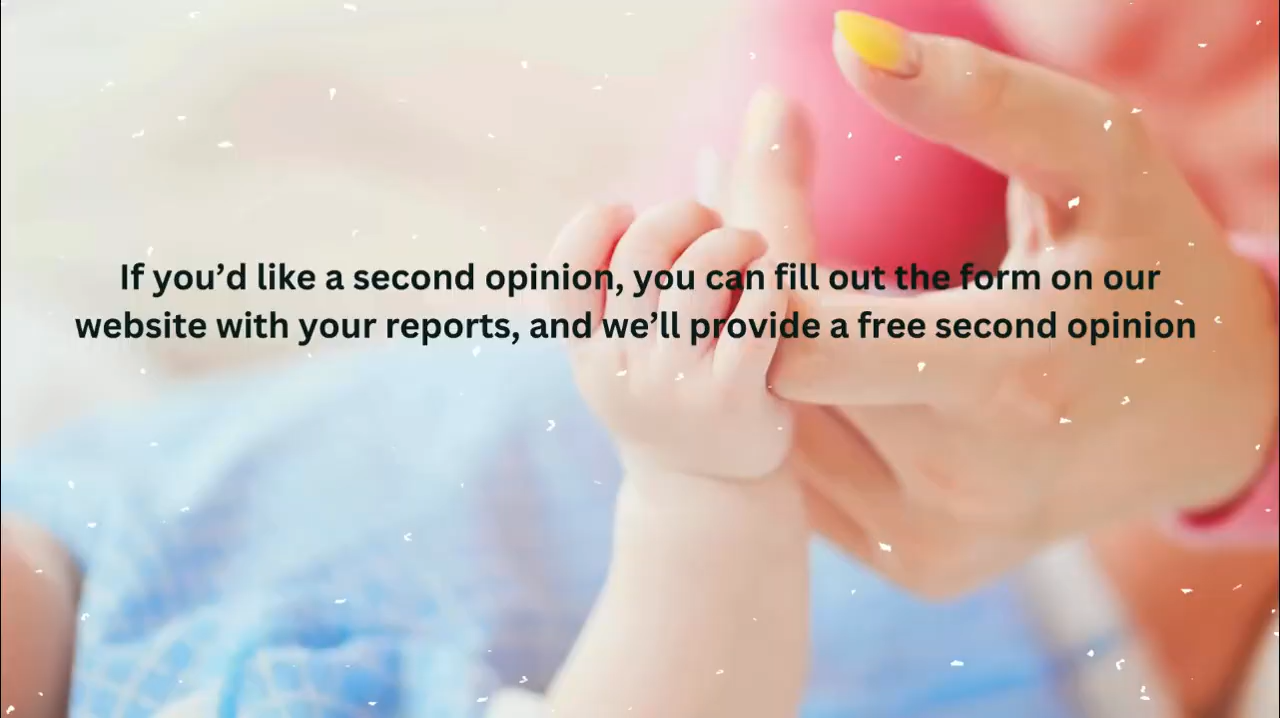 If you’d like a second opinion, you can fill out the form on our
website with your reports, and we’ll provide a free second opinion